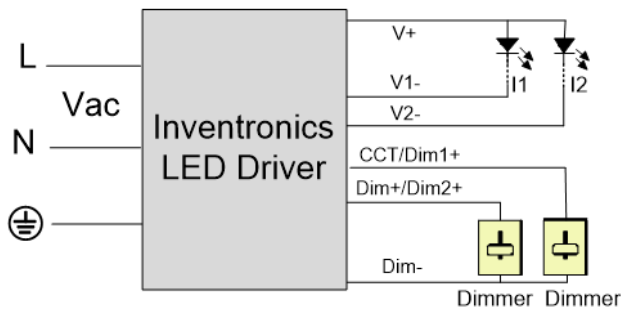 L
Vac
N
Inventronics
LED Driver
V+
V1-
I1
I2
V2-
CCT/Dim1+
Dim+/Dim2+
Dim-
Dimmer Dimmer